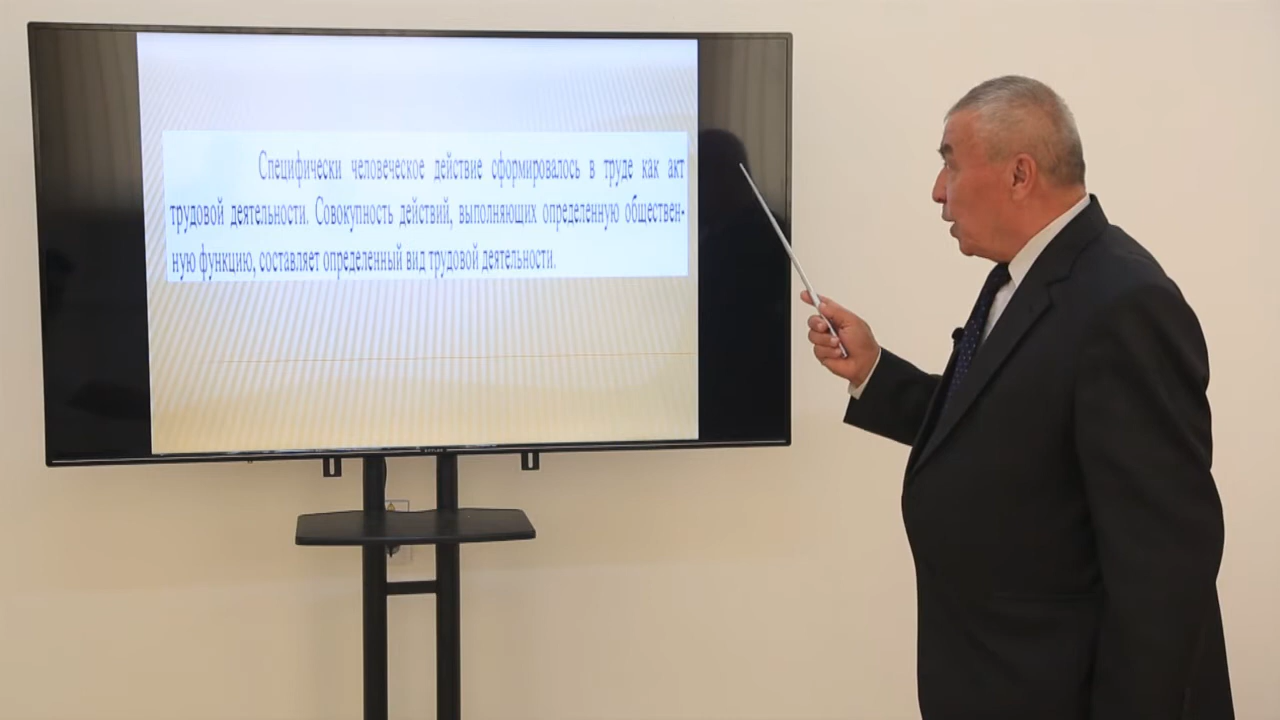 Специфически человеческое действие сформировалось в труде как акт
трудовой деятельности. Совокупность действий, выполняющих определенную обществен-
ную функцию, составляет определенный вид трудовой деятельности.